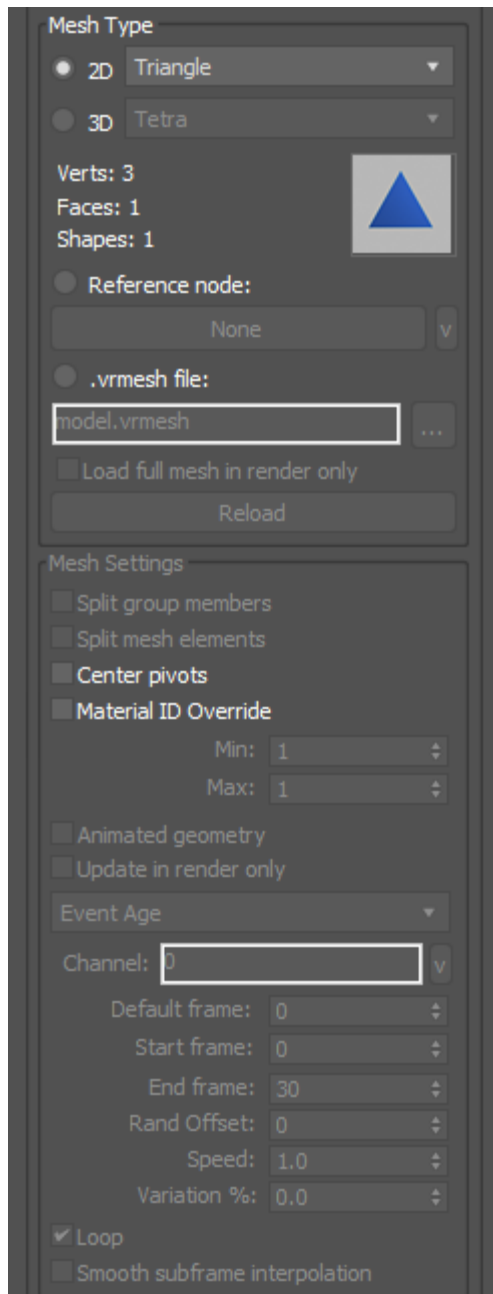 Mesh Type
2D Triangle
3D Tetra
Verts: 3
Faces: 1
Shapes: 1
Reference node:
None v
.vrmesh file:
model.vrmesh ...
Load full mesh in render only
Reload
Mesh Settings
Split group members
Split mesh elements
Center pivots
Material ID Override
Min: 1
Max: 1
Animated geometry
Update in render only
Event Age
Channel: 0 v
Default frame: 0
Start frame: 0
End frame: 30
Rand Offset: 0
Speed: 1.0
Variation %: 0.0
Loop
Smooth subframe interpolation